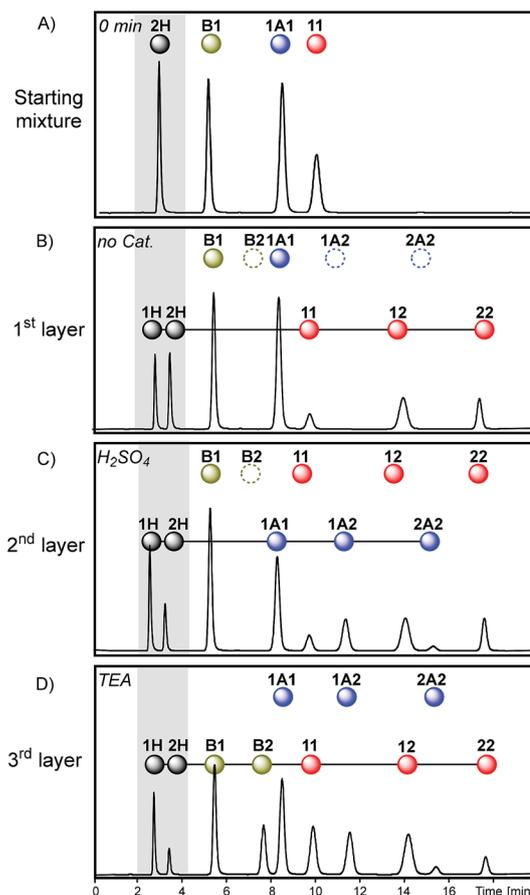 A)
0 min 2H B1 1A1 11
Starting
mixture
B)
no Cat. B1 B2 1A1 1A2 2A2
1H 2H 11 12 22
1st layer
C)
H2SO4 B1 B2 11 12 22
1H 2H 1A1 1A2 2A2
2nd layer
D)
TEA 1A1 1A2 2A2
1H 2H B1 B2 11 12 22
3rd layer
0 2 4 6 8 10 12 14 16 Time [min